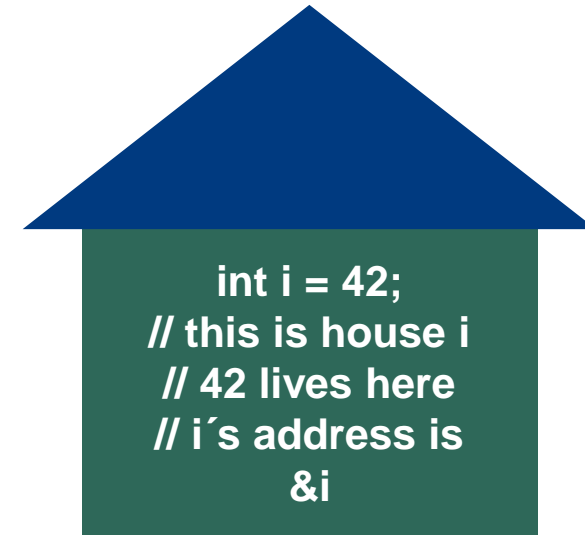 int i = 42;
// this is house i
// 42 lives here
// i´s address is
&i